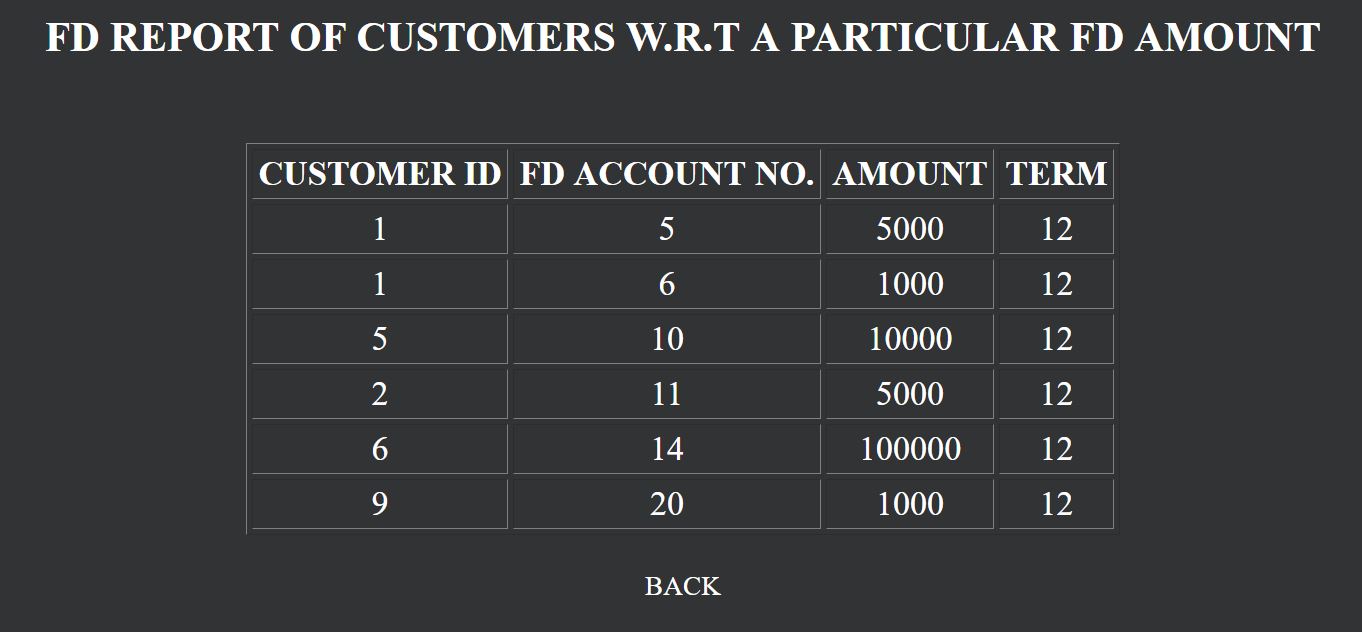 FD REPORT OF CUSTOMERS W.R.T A PARTICULAR FD AMOUNT
CUSTOMER ID FD ACCOUNT NO. AMOUNT TERM
1 5 5000 12
1 6 1000 12
5 10 10000 12
2 11 5000 12
6 14 100000 12
9 20 1000 12
BACK